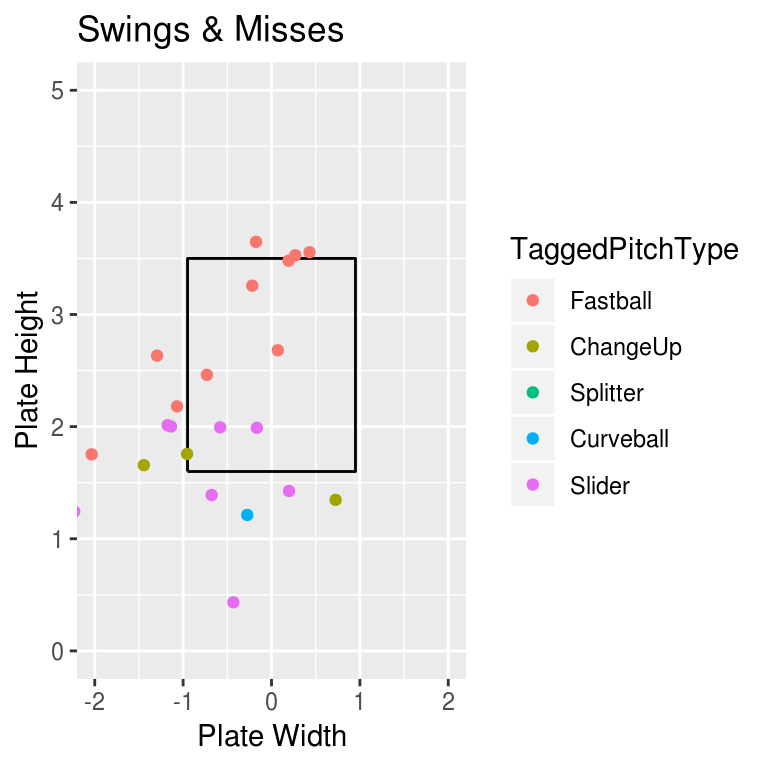 Swings & Misses
5
4
3
2
1
0
-2 -1 0 1 2
Plate Height
Plate Width
TaggedPitchType
Fastball
ChangeUp
Splitter
Curveball
Slider